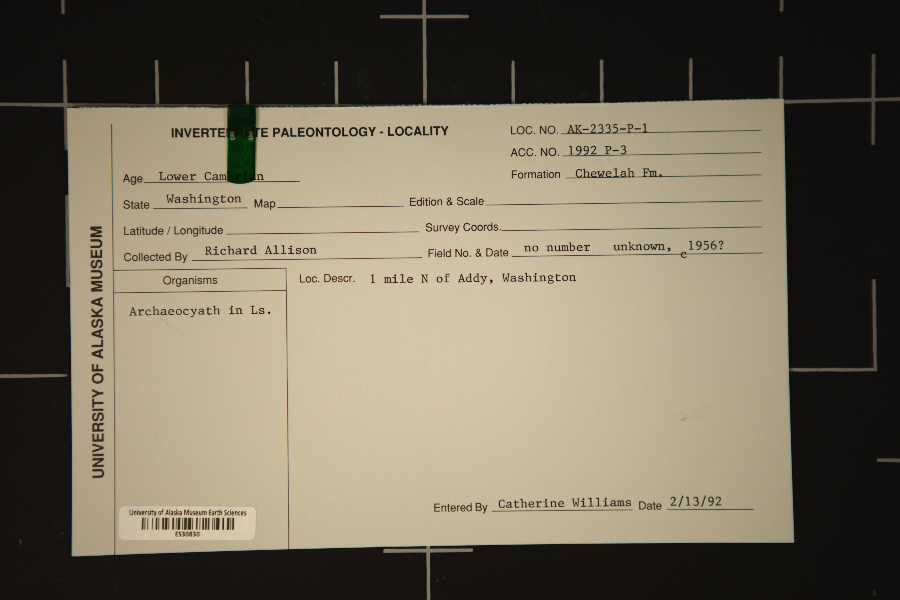 INVERTE TE PALEONTOLOGY - LOCALITY
LOC. NO. AK-2335-P-1
ACC. NO. 1992 P-3
Age Lower Cam an
Formation Chewelah Fm.
State Washington Map Edition & Scale
Latitude / Longitude Survey Coords.
Collected By Richard Allison Field No. & Date no number unknown, c1956?
Organisms
Loc. Descr. 1 mile N of Addy, Washington
Archaeocyath in Ls.
UNIVERSITY OF ALASKA MUSEUM
Entered By Catherine Williams Date 2/13/92
University of Alaska Museum Earth Sciences